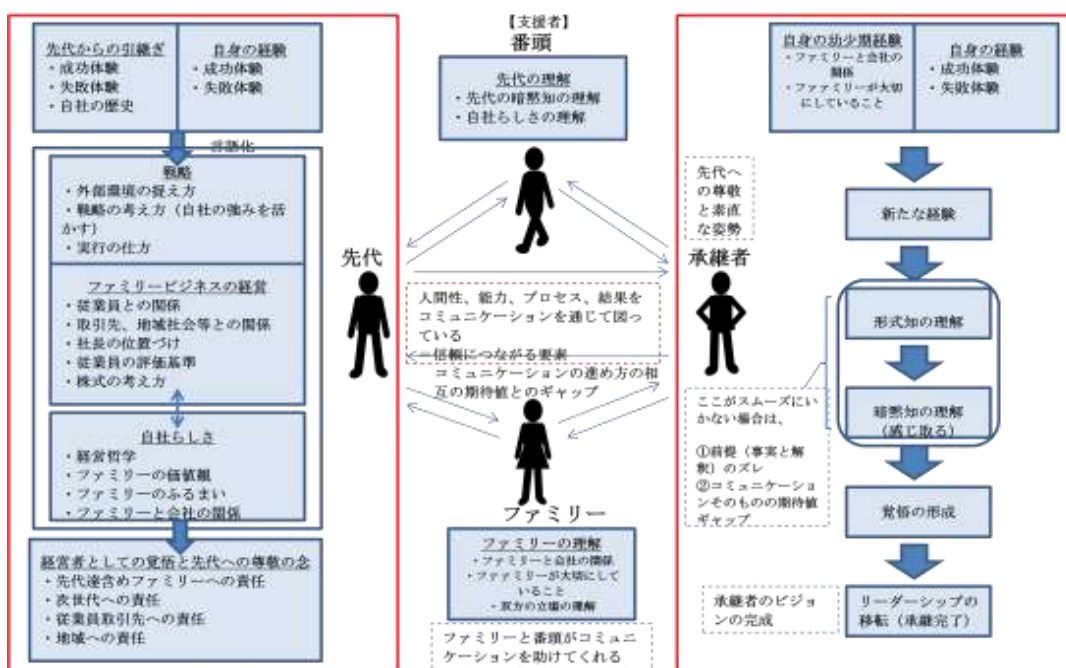 先代からの引継ぎ
・成功体験
・失敗体験
・自社の歴史
自身の経験
・成功体験
・失敗体験
言語化
戦略
・外部環境の捉え方
・戦略の考え方（自社の強みを活
かす）
・実行の仕方
ファミリービジネスの経営
・従業員との関係
・取引先、地域社会等との関係
・社長の位置づけ
・従業員の評価基準
・株式の考え方
自社らしさ
・経営哲学
・ファミリーの価値観
・ファミリーのふるまい
・ファミリーと会社の関係
経営者としての覚悟と先代への尊敬の念
・先代達含めファミリーへの責任
・次世代への責任
・従業員取引先への責任
・地域への責任
【支援者】
番頭
先代の理解
・先代の暗黙知の理解
・自社らしさの理解
先代
承継者
人間性、能力、プロセス、結果を
コミュニケーションを通じて図っ
ている
＝信頼につながる要素
コミュニケーションの進め方の相
互の期待値とのギャップ
ファミリー
ファミリーの理解
・ファミリーと会社の関係
・ファファミリーが大切にして
いること
・双方の立場の理解
ファミリーと番頭がコミュニ
ケーションを助けてくれる
自身の幼少期経験
・ファミリーと会社の
関係
・ファファミリーが大切
にしていること
自身の経験
・成功体験
・失敗体験
先代へ
の尊敬
と素直
な姿勢
新たな経験
形式知の理解
暗黙知の理解
（感じ取る）
ここがスムーズにい
かない場合は、
①前提（事実と解
釈）のズレ
②コミュニケーション
そのものの期待値
ギャップ
覚悟の形成
承継者のビジョ
ンの完成
リーダーシップの
移転（承継完了）